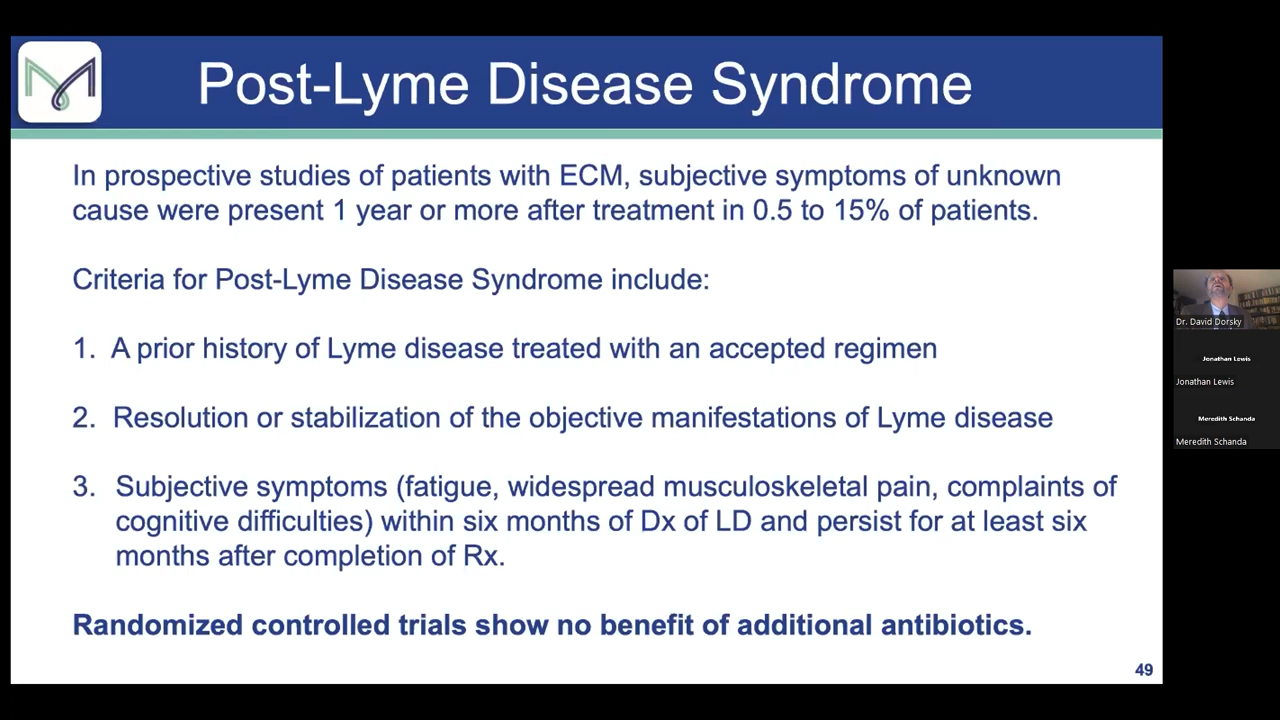 Post-Lyme Disease Syndrome
In prospective studies of patients with ECM, subjective symptoms of unknown
cause were present 1 year or more after treatment in 0.5 to 15% of patients.
Criteria for Post-Lyme Disease Syndrome include:
1. A prior history of Lyme disease treated with an accepted regimen
2. Resolution or stabilization of the objective manifestations of Lyme disease
3. Subjective symptoms (fatigue, widespread musculoskeletal pain, complaints of
cognitive difficulties) within six months of Dx of LD and persist for at least six
months after completion of Rx.
Randomized controlled trials show no benefit of additional antibiotics.
49
Dr. David Dorsky
Jonathan Lewis
Jonathan Lewis
Meredith Schanda
Meredith Schanda